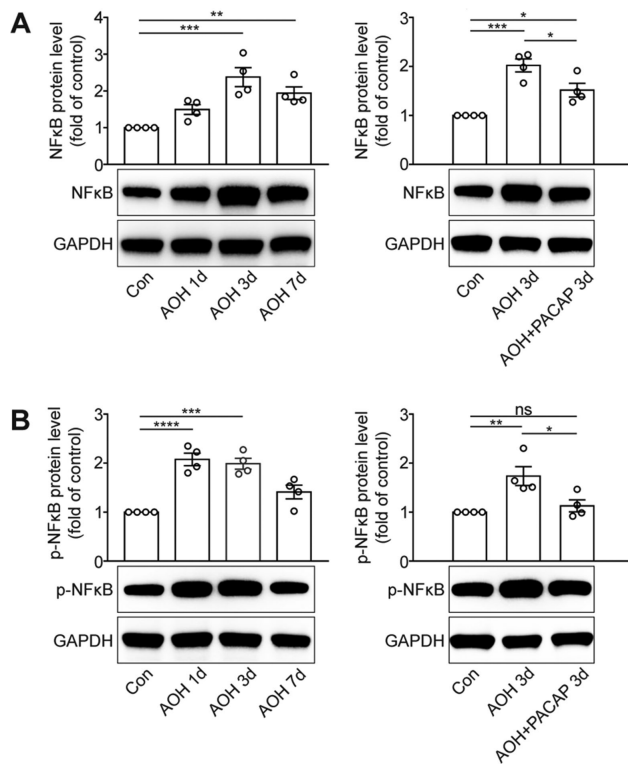 A
NFκB protein level
(fold of control)
4
3
2
1
0
**
***
NFκB
GAPDH
Con
AOH 1d
AOH 3d
AOH 7d
NFκB protein level
(fold of control)
3
2
1
0
*
***
*
NFκB
GAPDH
Con
AOH 3d
AOH+PACAP 3d
B
p-NFκB protein level
(fold of control)
3
2
1
0
***
****
p-NFκB
GAPDH
Con
AOH 1d
AOH 3d
AOH 7d
p-NFκB protein level
(fold of control)
3
2
1
0
ns
**
*
p-NFκB
GAPDH
Con
AOH 3d
AOH+PACAP 3d